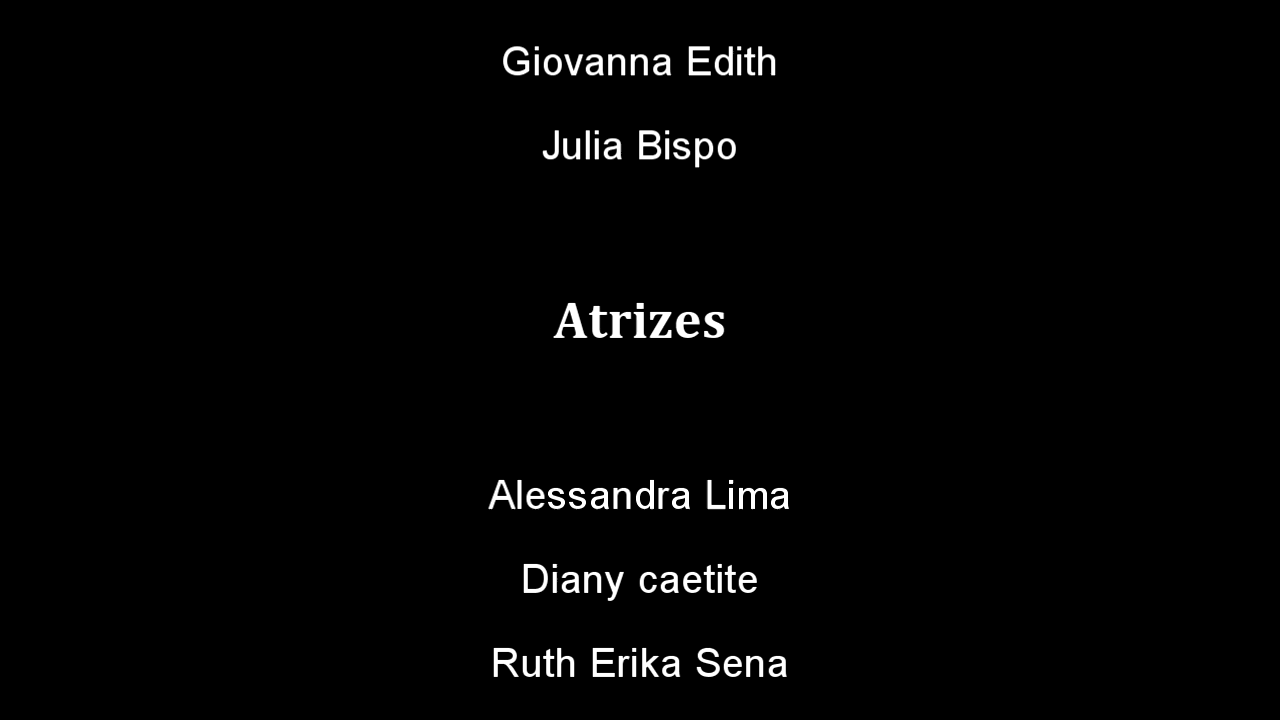 Giovanna Edith
Julia Bispo
Atrizes
Alessandra Lima
Diany caetite
Ruth Erika Sena